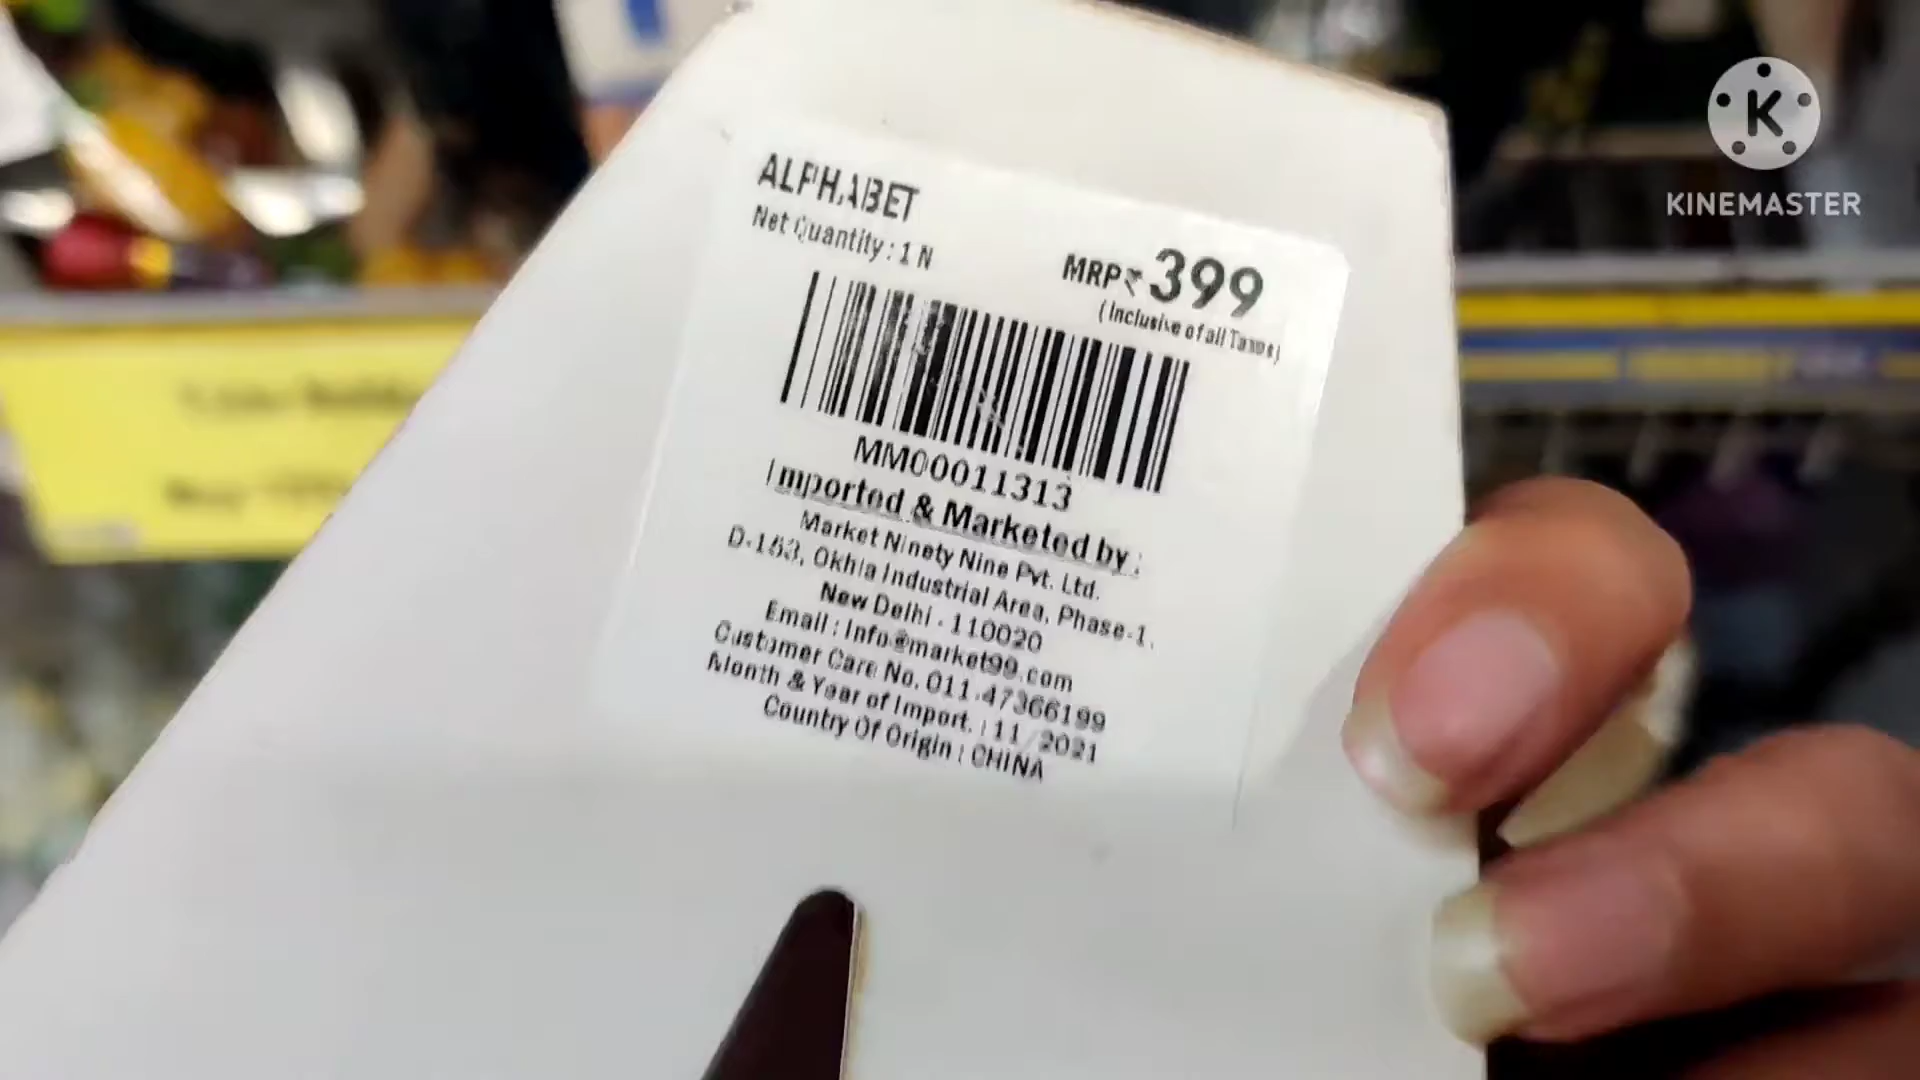 ALPHABET
Net Quantity : 1 N
MRP₹ 399
(Inclusive of all Taxes)
MM00011313
Imported & Marketed by :
Market Ninety Nine Pvt. Ltd.
D-153, Okhla Industrial Area, Phase-1,
New Delhi - 110020
Email : Info@market99.com
Customer Care No. 011-47366199
Month & Year of Import. : 11 / 2021
Country Of Origin : CHINA
K
KINEMASTER